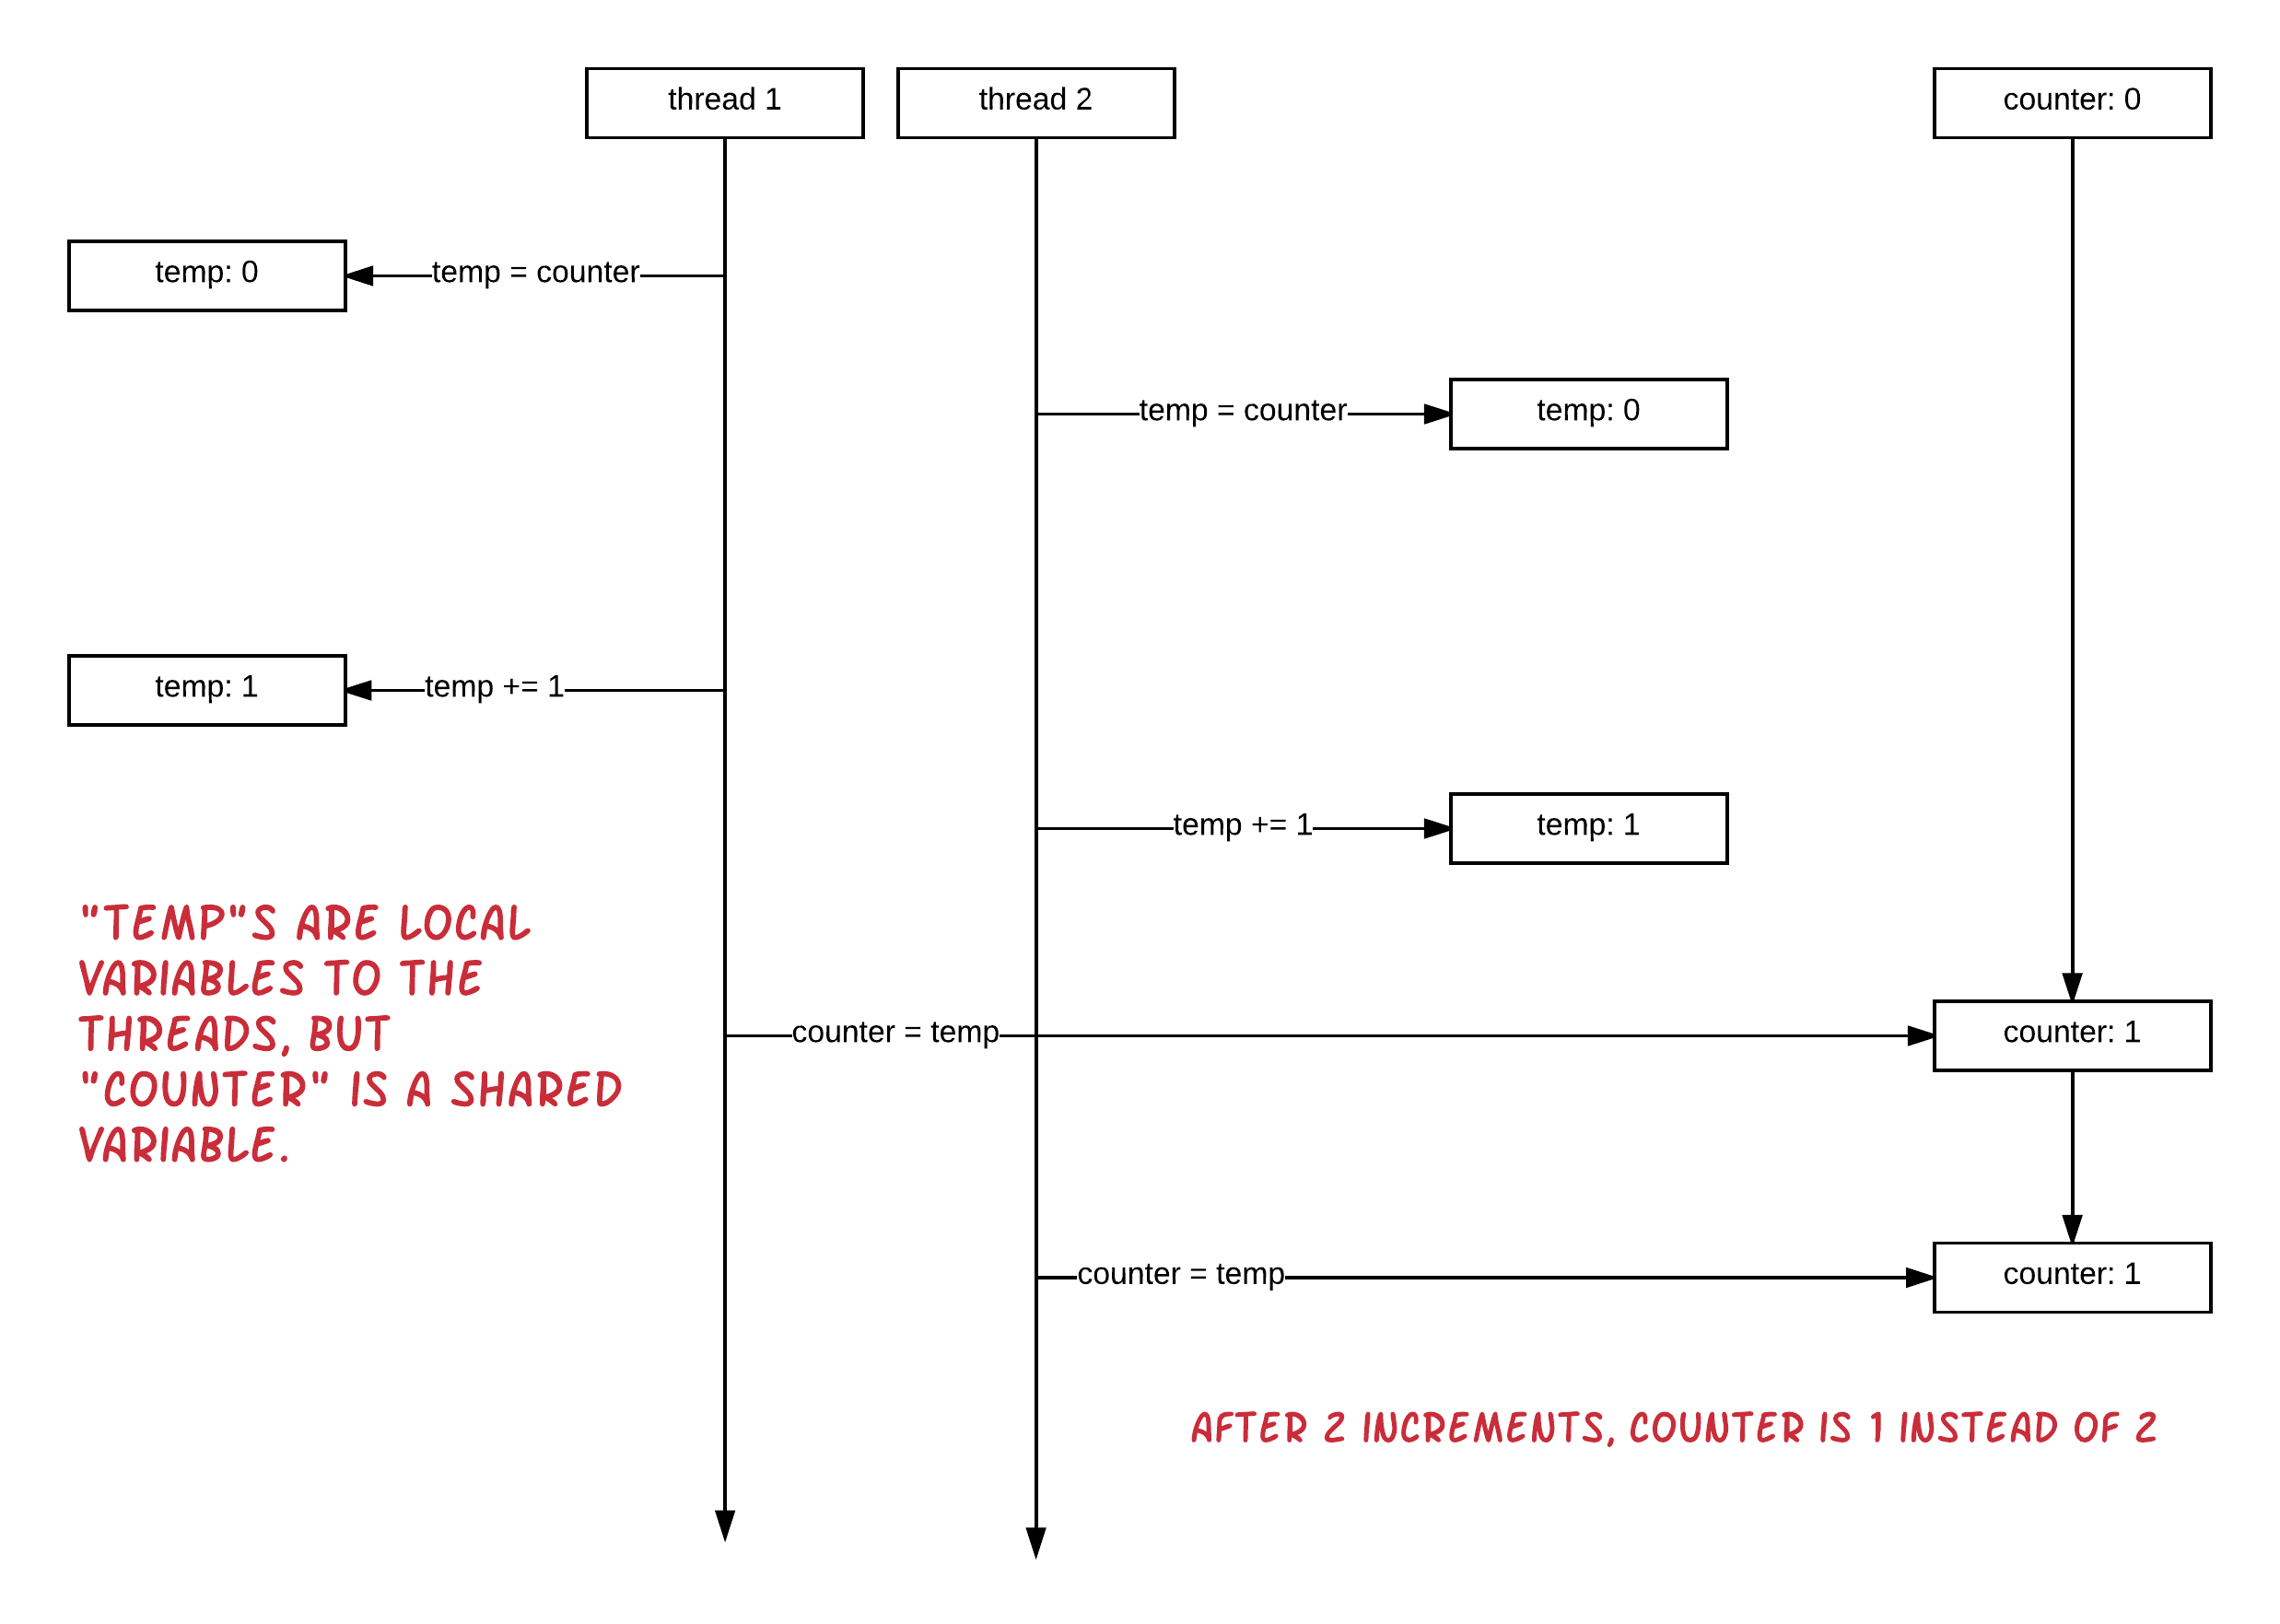 thread 1
thread 2
counter: 0
temp: 0
temp = counter
temp = counter
temp: 0
temp: 1
temp += 1
temp += 1
temp: 1
"TEMP"S ARE LOCAL
VARIABLES TO THE
THREADS, BUT
"COUNTER" IS A SHARED
VARIABLE.
counter = temp
counter: 1
counter = temp
counter: 1
AFTER 2 INCREMENTS, COUNTER IS 1 INSTEAD OF 2